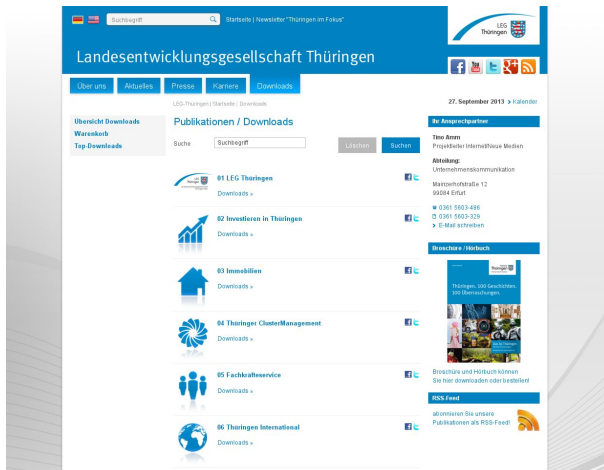 Suchbegriff
Startseite | Newsletter "Thüringen im Fokus"
LEG
Thüringen
Landesentwicklungsgesellschaft Thüringen
Über uns
Aktuelles
Presse
Karriere
Downloads
LEG-Thüringen | Startseite | Downloads
27. September 2013 > Kalender
Übersicht Downloads
Warenkorb
Top-Downloads
Publikationen / Downloads
Suche
Suchbegriff
Löschen
Suchen
01 LEG Thüringen
Downloads »
02 Investieren in Thüringen
Downloads »
03 Immobilien
Downloads »
04 Thüringer ClusterManagement
Downloads »
05 Fachkräfteservice
Downloads »
06 Thüringen International
Downloads »
Ihr Ansprechpartner
Tino Amm
Projektleiter Internet/Neue Medien
Abteilung:
Unternehmenskommunikation
Mainzerhofstraße 12
99084 Erfurt
0361 5603-486
0361 5603-329
> E-Mail schreiben
Broschüre / Hörbuch
Thüringen. 100 Geschichten.
100 Überraschungen.
Broschüre und Hörbuch können
Sie hier downloaden oder bestellen!
RSS-Feed
abonnieren Sie unsere
Publikationen als RSS-Feed!